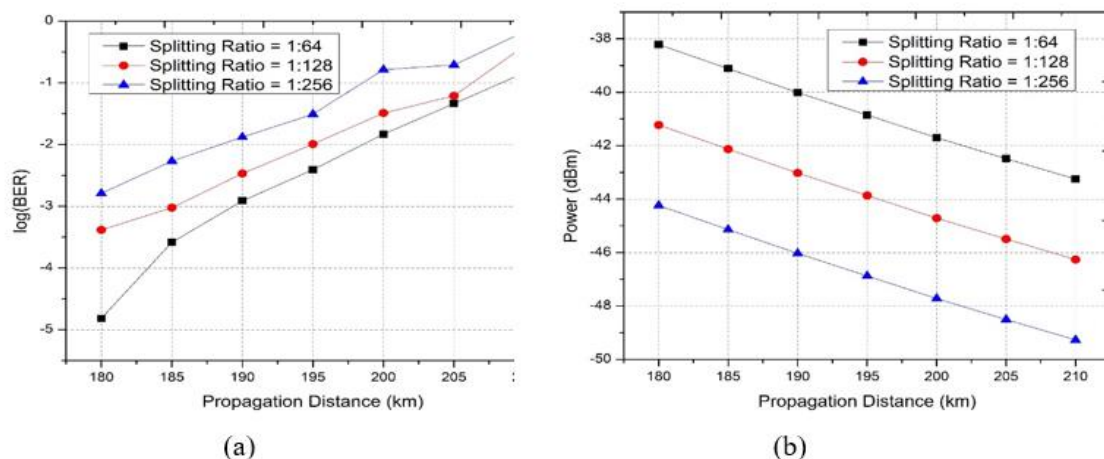 0
-1
-2
-3
-4
-5
log(BER)
Splitting Ratio = 1:64
Splitting Ratio = 1:128
Splitting Ratio = 1:256
180 185 190 195 200 205
Propagation Distance (km)
(a)
-38
-40
-42
-44
-46
-48
-50
Power (dBm)
Splitting Ratio = 1:64
Splitting Ratio = 1:128
Splitting Ratio = 1:256
180 185 190 195 200 205 210
Propagation Distance (km)
(b)